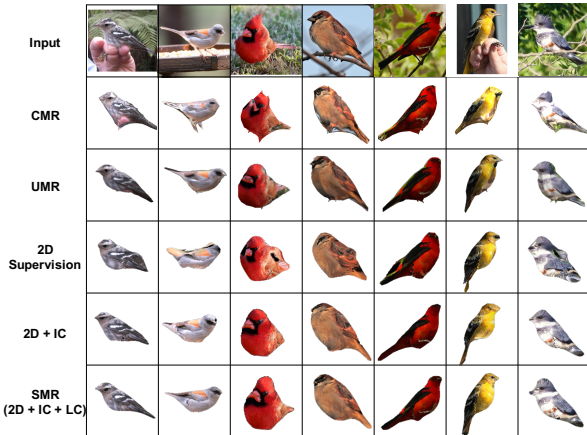 Input
CMR
UMR
2D
Supervision
2D + IC
SMR
(2D + IC + LC)